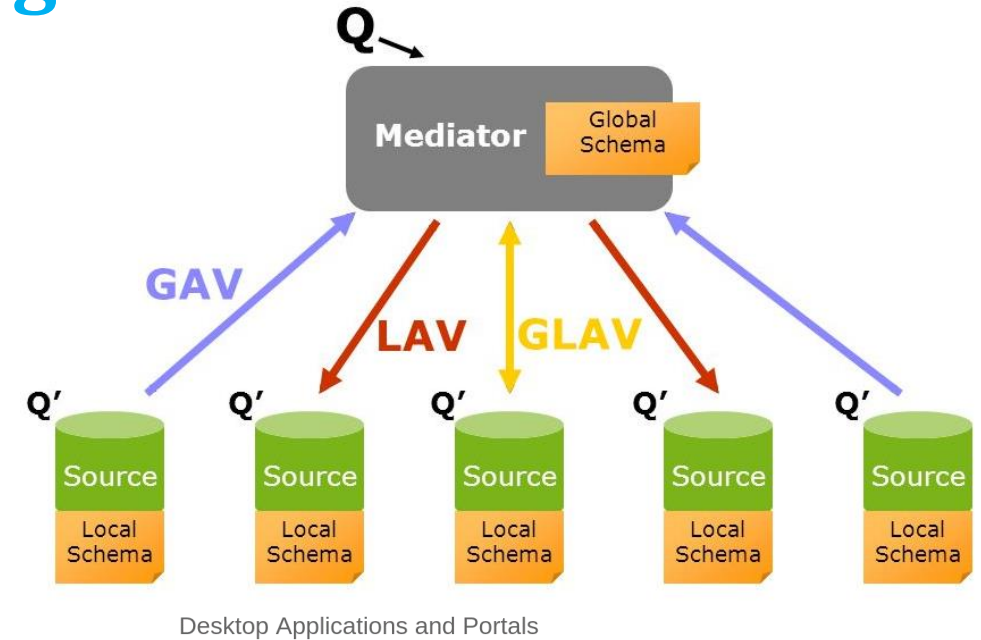 g
Q
Mediator
Global
Schema
GAV
LAV
GLAV
Q’
Q’
Q’
Q’
Q’
Source
Source
Source
Source
Source
Local
Schema
Local
Schema
Local
Schema
Local
Schema
Local
Schema
Desktop Applications and Portals